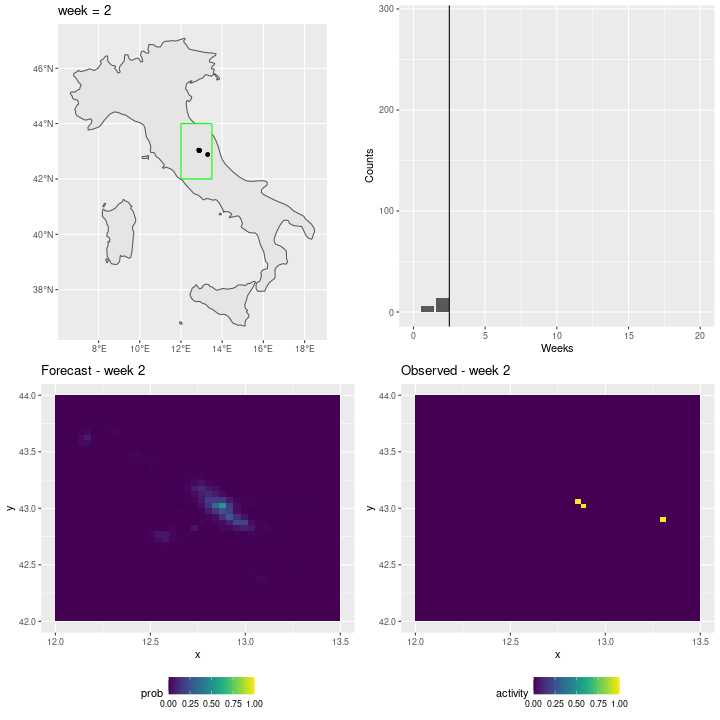 week = 2
46°N
44°N
42°N
40°N
38°N
8°E 10°E 12°E 14°E 16°E 18°E
300
200
100
0
Counts
0 5 10 15 20
Weeks
Forecast - week 2
44.0
43.5
43.0
42.5
42.0
y
12.0 12.5 13.0 13.5
x
prob
0.00 0.25 0.50 0.75 1.00
Observed - week 2
44.0
43.5
43.0
42.5
42.0
y
12.0 12.5 13.0 13.5
x
activity
0.00 0.25 0.50 0.75 1.00